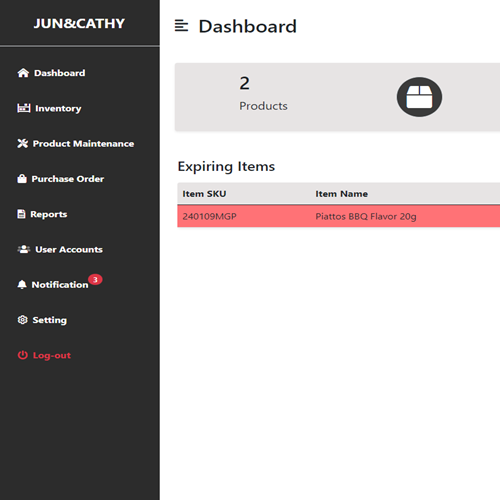 JUN&CATHY
Dashboard
Inventory
Product Maintenance
Purchase Order
Reports
User Accounts
Notification 3
Setting
Log-out
Dashboard
2
Products
Expiring Items
Item SKU Item Name
240109MGP Piattos BBQ Flavor 20g